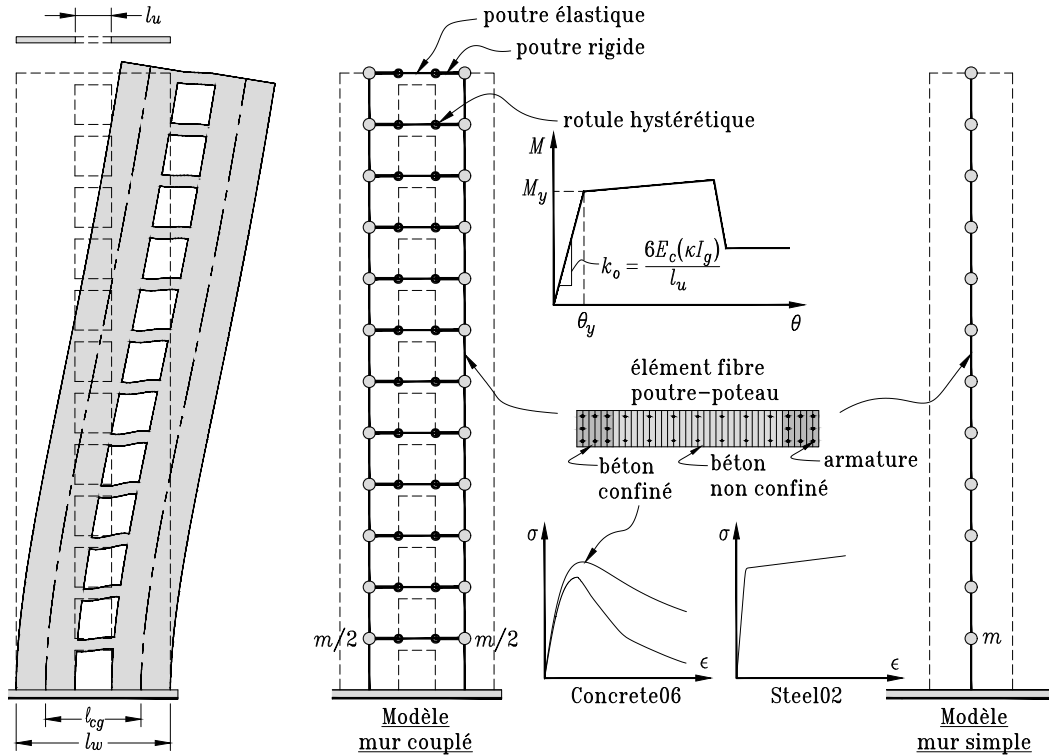 l_u
poutre élastique
poutre rigide
rotule hystérétique
M
M_y
k_o = 6E_c(κI_g) / l_u
θ_y
θ
élément fibre
poutre-poteau
béton
confiné
béton
non confiné
armature
σ
ϵ
Concrete06
σ
ϵ
Steel02
m/2
m/2
m
l_cg
l_w
Modèle
mur couplé
Modèle
mur simple